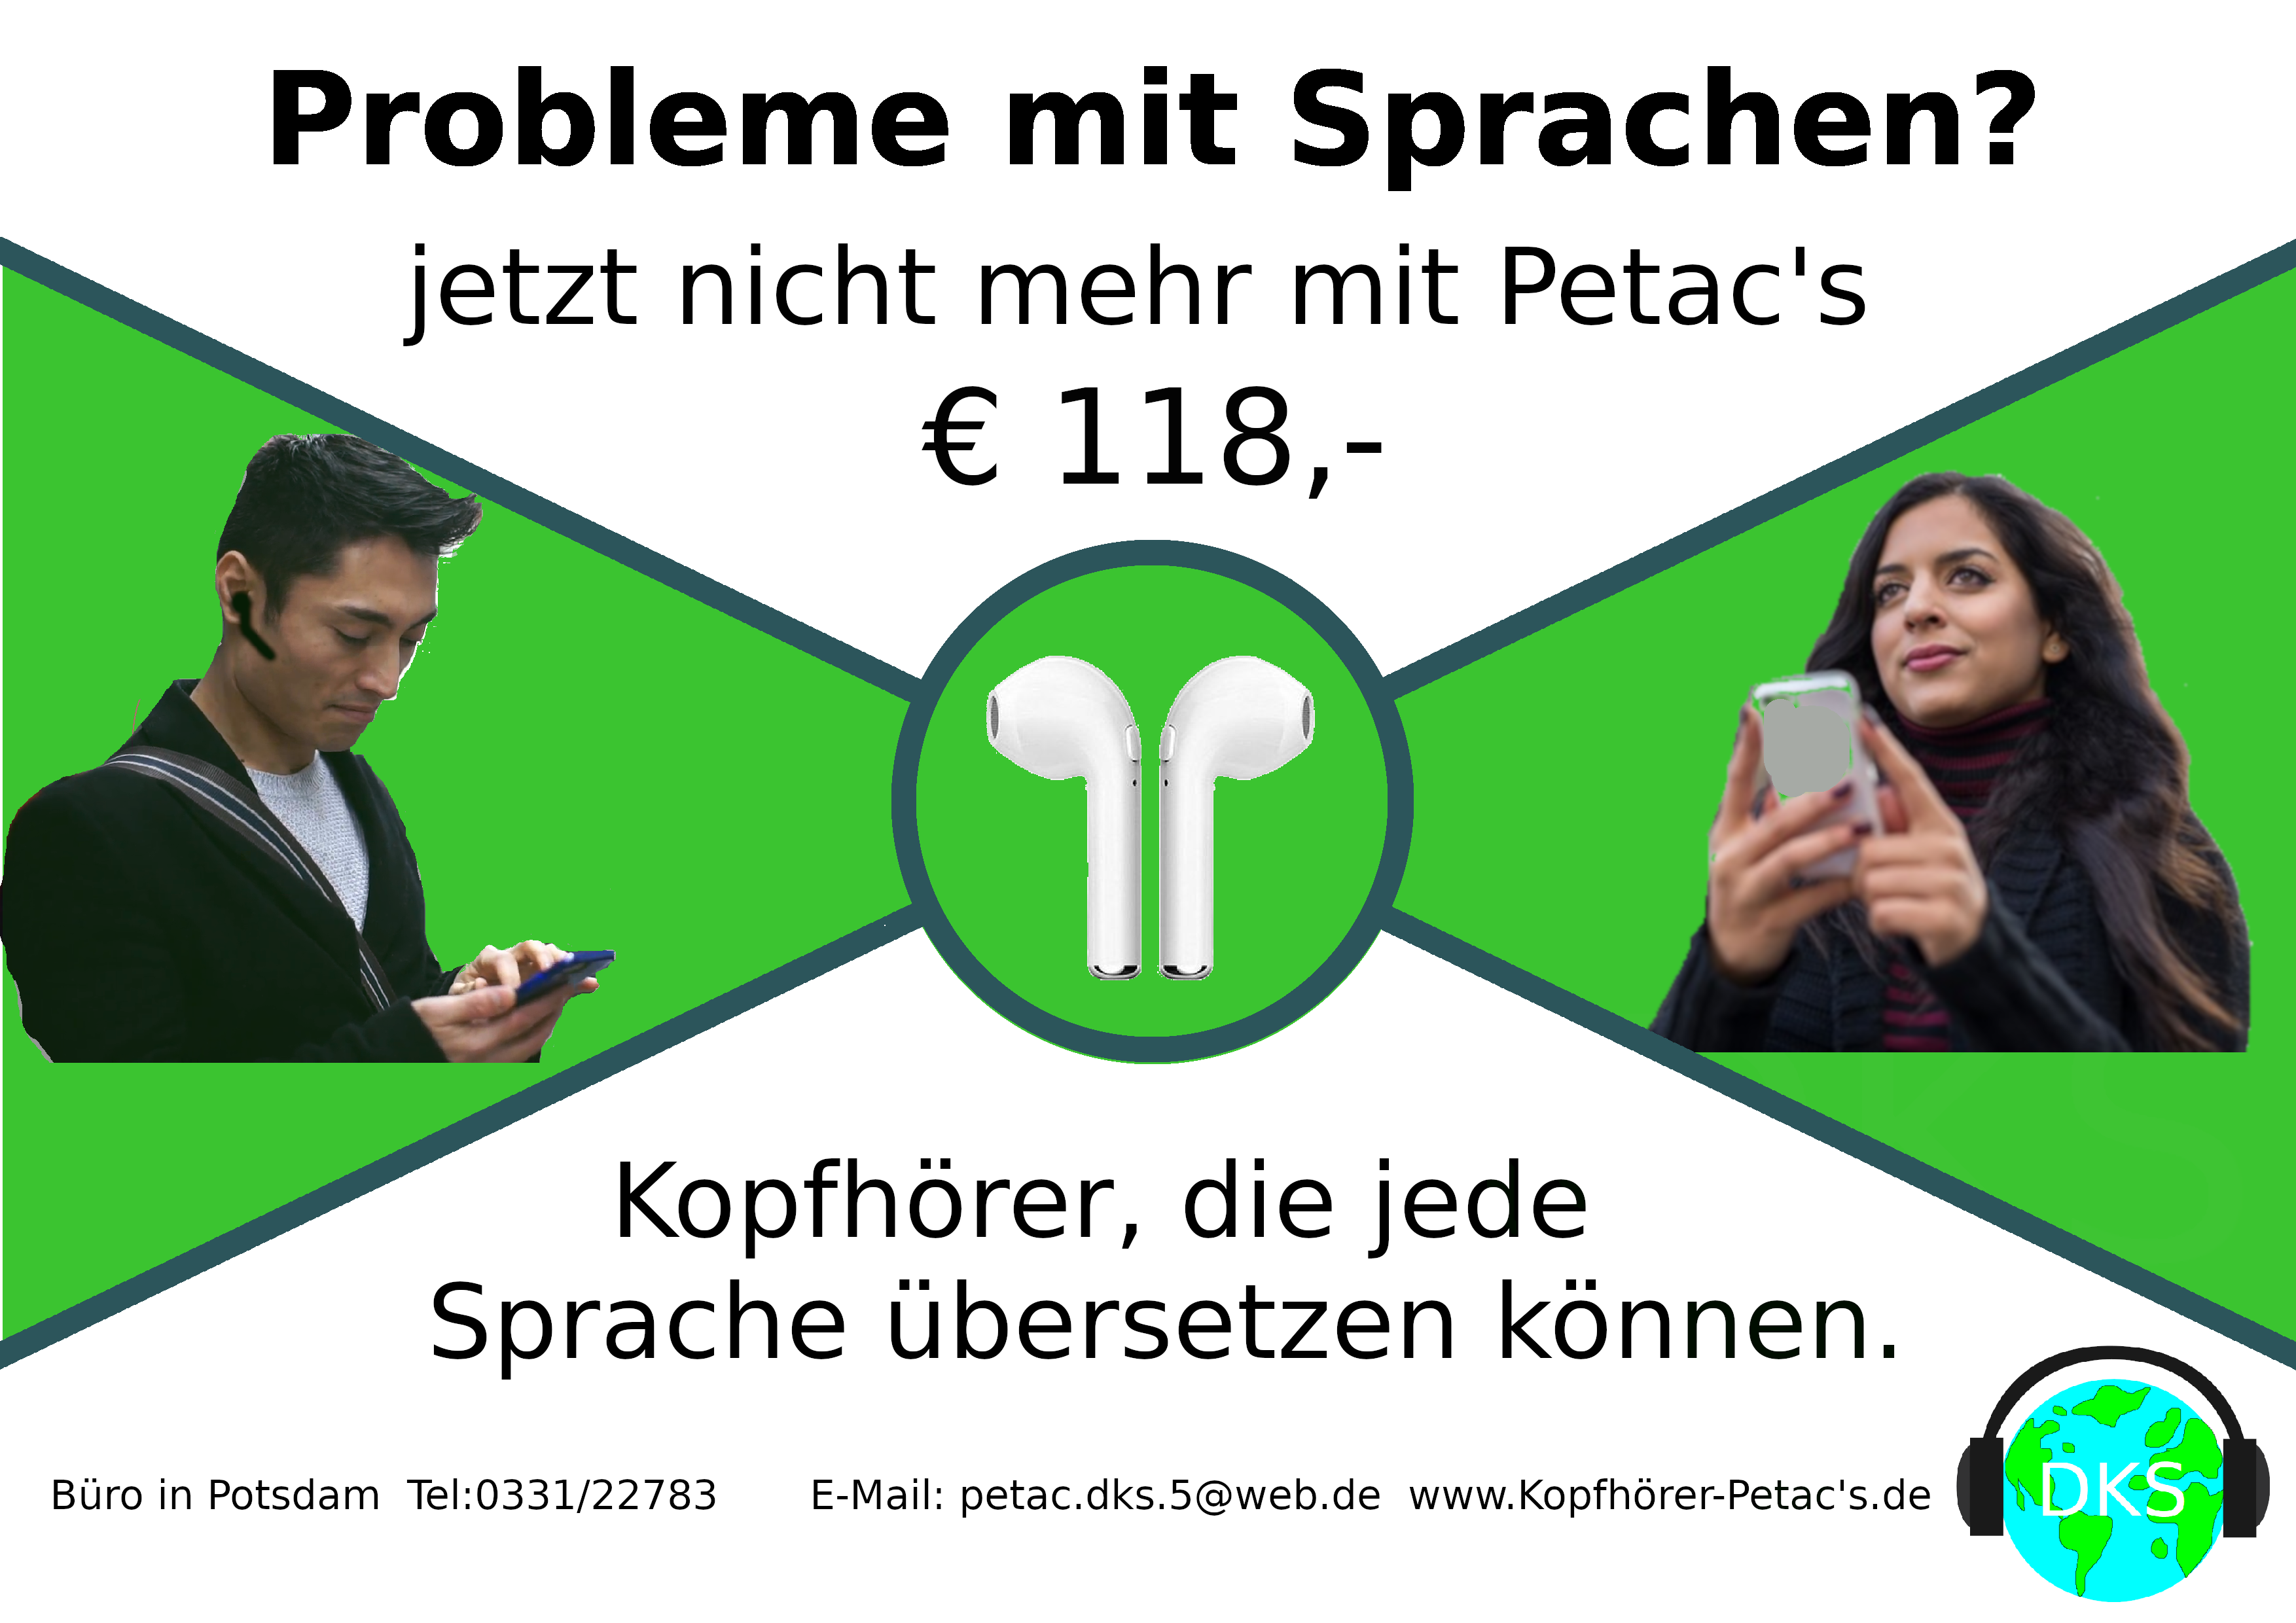 Probleme mit Sprachen?
jetzt nicht mehr mit Petac's
€ 118,-
Kopfhörer, die jede
Sprache übersetzen können.
Büro in Potsdam Tel:0331/22783 E-Mail: petac.dks.5@web.de www.Kopfhörer-Petac's.de
DKS